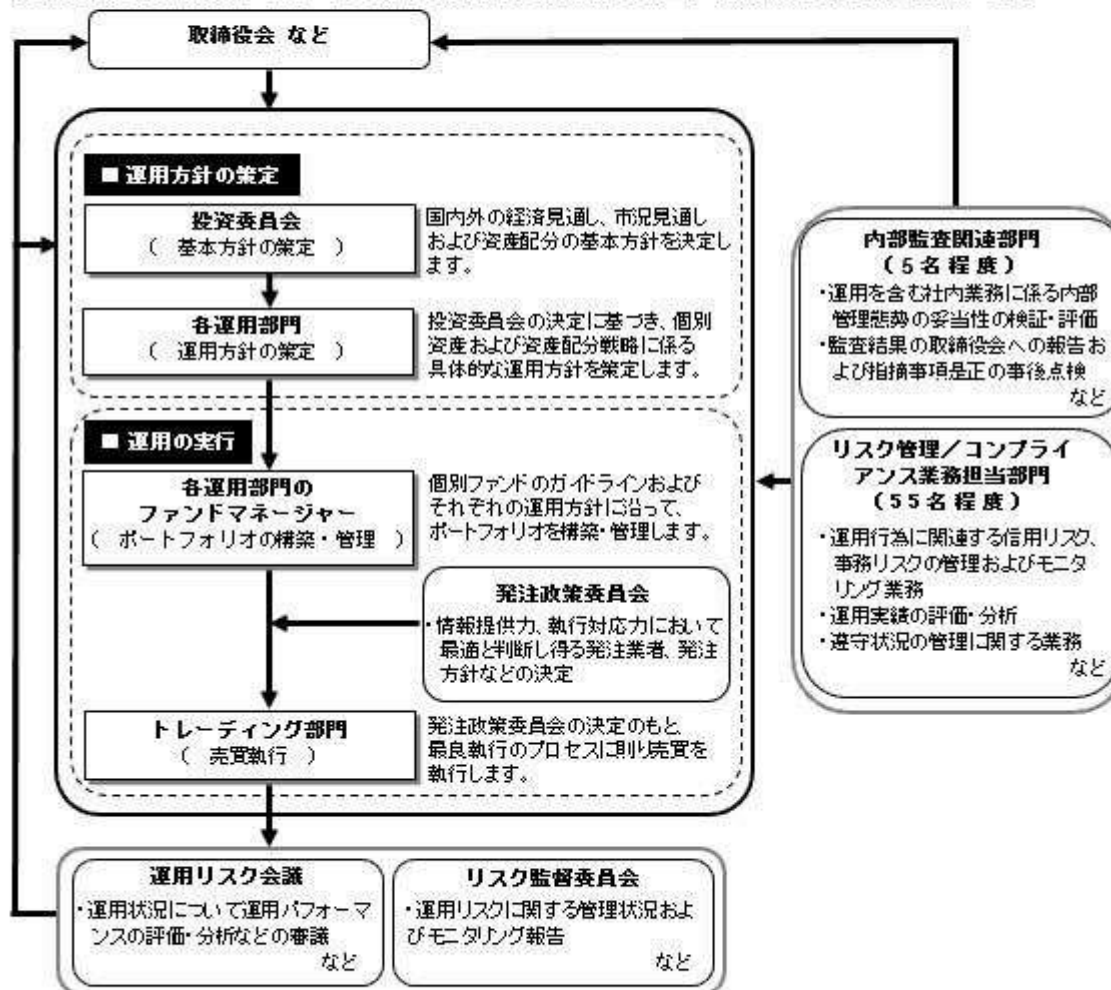 取締役会 など
■ 運用方針の策定
投資委員会
( 基本方針の策定 )
国内外の経済見通し、市況見通し
および資産配分の基本方針を決定し
ます。
各運用部門
( 運用方針の策定 )
投資委員会の決定に基づき、個別
資産および資産配分戦略に係る
具体的な運用方針を策定します。
■ 運用の実行
各運用部門の
ファンドマネージャー
( ポートフォリオの構築・管理 )
個別ファンドのガイドラインおよび
それぞれの運用方針に沿って、
ポートフォリオを構築・管理します。
発注政策委員会
・情報提供力、執行対応力において
最適と判断し得る発注業者、発注
方針などの決定
トレーディング部門
( 売買執行 )
発注政策委員会の決定のもと、
最良執行のプロセスに則り売買を
執行します。
内部監査関連部門
(5名程度)
・運用を含む社内業務に係る内部
管理態勢の妥当性の検証・評価
・監査結果の取締役会への報告お
よび指摘事項是正の事後点検
など
リスク管理/コンプライ
アンス業務担当部門
(55名程度)
・運用行為に関連する信用リスク、
事務リスクの管理およびモニタ
リング業務
・運用実績の評価・分析
・遵守状況の管理に関する業務
など
運用リスク会議
・運用状況について運用パフォーマ
ンスの評価・分析などの審議
など
リスク監督委員会
・運用リスクに関する管理状況およ
びモニタリング報告
など